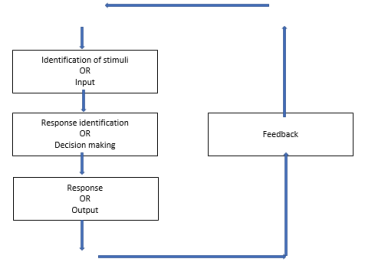 Identification of stimuli
OR
Input
Response identification
OR
Decision making
Feedback
Response
OR
Output